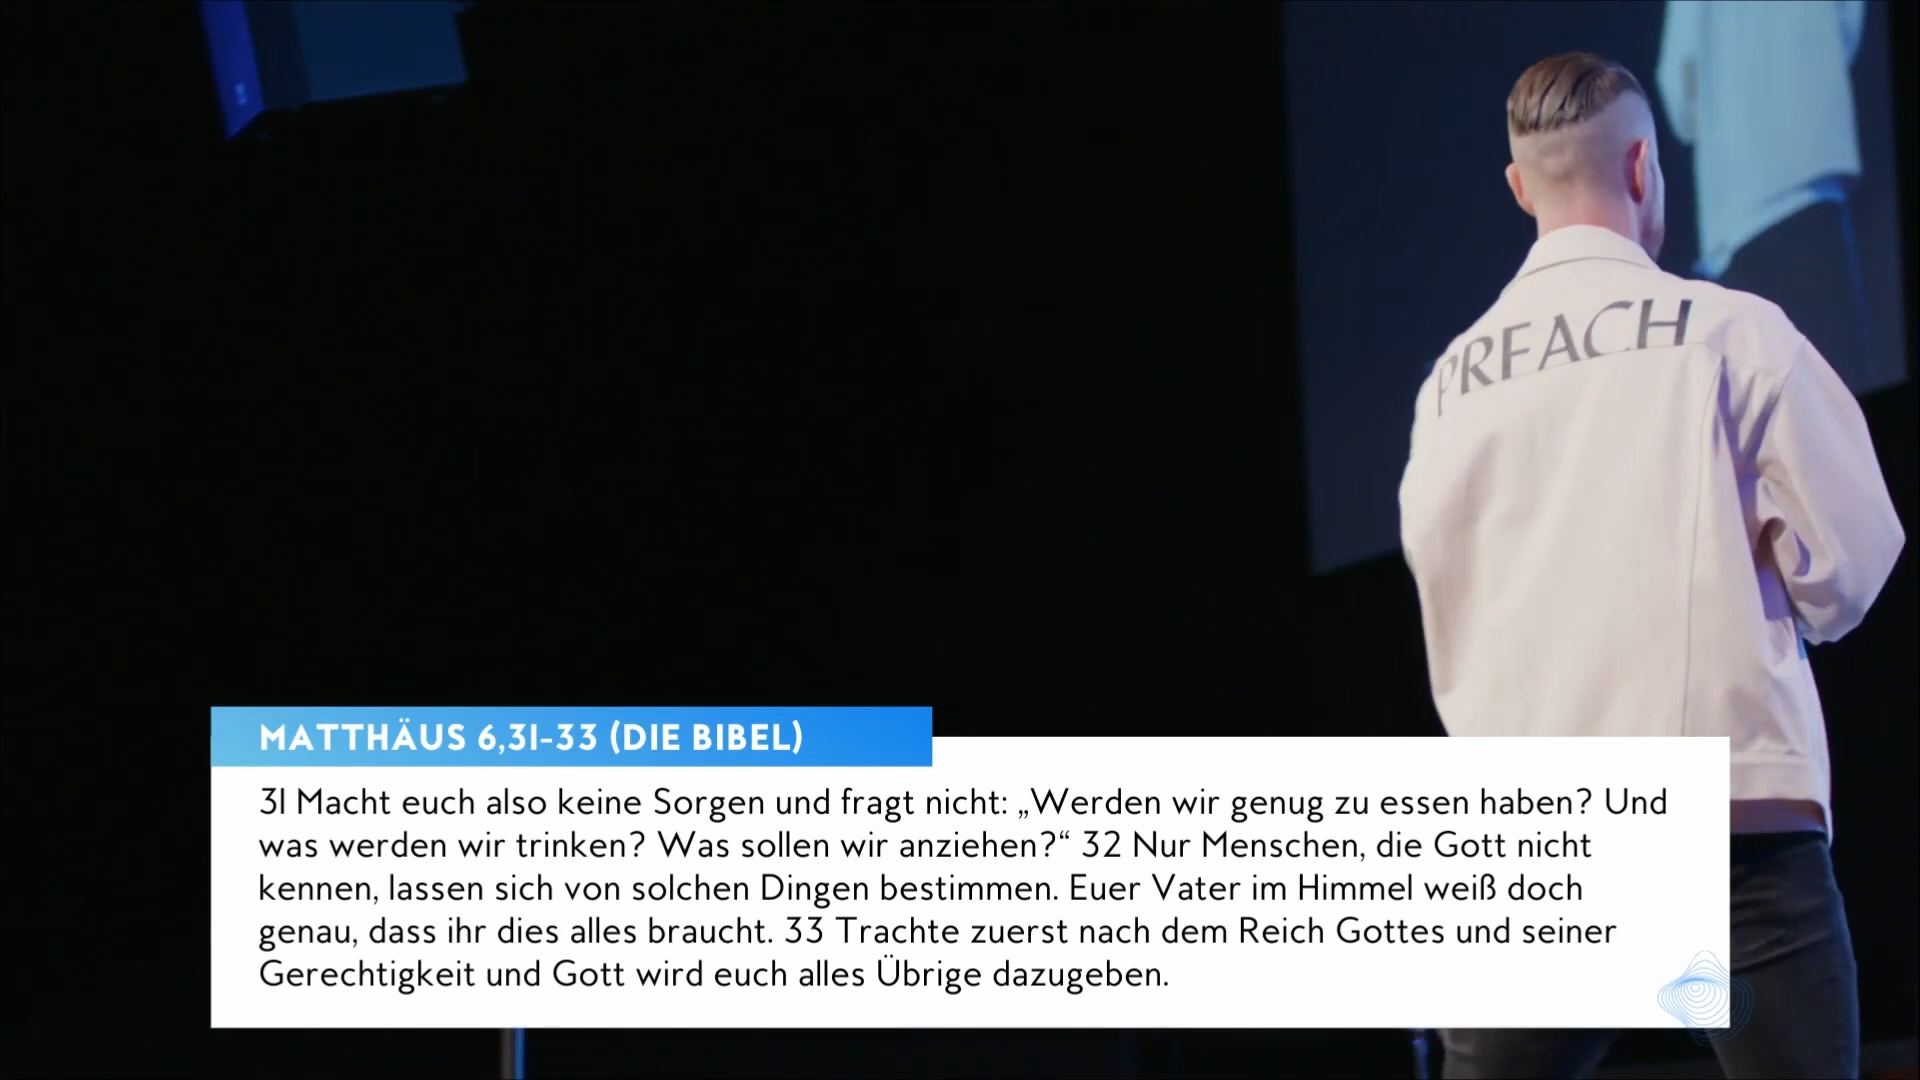 PREACH
MATTHÄUS 6,31-33 (DIE BIBEL)
31 Macht euch also keine Sorgen und fragt nicht: „Werden wir genug zu essen haben? Und
was werden wir trinken? Was sollen wir anziehen?“ 32 Nur Menschen, die Gott nicht
kennen, lassen sich von solchen Dingen bestimmen. Euer Vater im Himmel weiß doch
genau, dass ihr dies alles braucht. 33 Trachte zuerst nach dem Reich Gottes und seiner
Gerechtigkeit und Gott wird euch alles Übrige dazugeben.